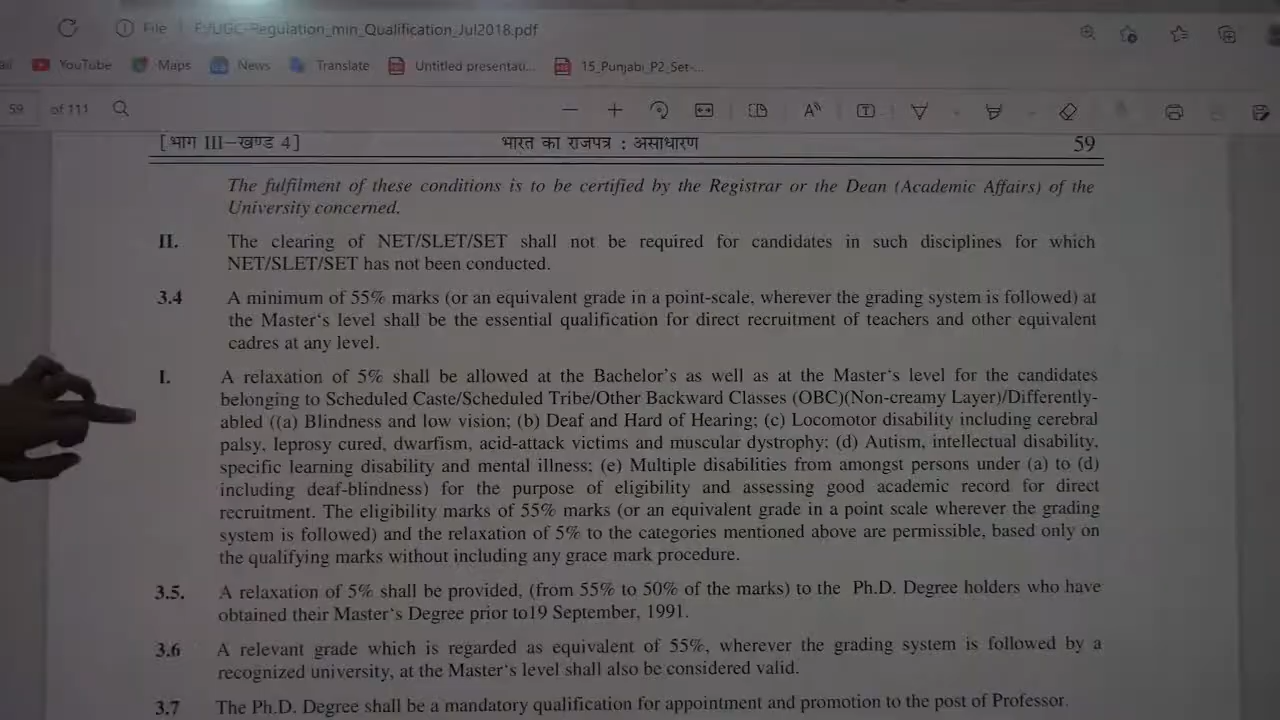 File
UGC-Regulation_min_Qualification_Jul2018.pdf
YouTube
Maps
News
Translate
Untitled presentau...
15_Punjabi_P2_Set-...
59
of 111
[ भाग III—खण्ड 4] भारत का राजपत्र : असाधारण 59
The fulfilment of these conditions is to be certified by the Registrar or the Dean (Academic Affairs) of the
University concerned.
II. The clearing of NET/SLET/SET shall not be required for candidates in such disciplines for which
NET/SLET/SET has not been conducted.
3.4 A minimum of 55% marks (or an equivalent grade in a point-scale, wherever the grading system is followed) at
the Master's level shall be the essential qualification for direct recruitment of teachers and other equivalent
cadres at any level.
I. A relaxation of 5% shall be allowed at the Bachelor's as well as at the Master's level for the candidates
belonging to Scheduled Caste/Scheduled Tribe/Other Backward Classes (OBC)(Non-creamy Layer)/Differently-
abled ((a) Blindness and low vision; (b) Deaf and Hard of Hearing; (c) Locomotor disability including cerebral
palsy, leprosy cured, dwarfism, acid-attack victims and muscular dystrophy; (d) Autism, intellectual disability,
specific learning disability and mental illness; (e) Multiple disabilities from amongst persons under (a) to (d)
including deaf-blindness) for the purpose of eligibility and assessing good academic record for direct
recruitment. The eligibility marks of 55% marks (or an equivalent grade in a point scale wherever the grading
system is followed) and the relaxation of 5% to the categories mentioned above are permissible, based only on
the qualifying marks without including any grace mark procedure.
3.5. A relaxation of 5% shall be provided, (from 55% to 50% of the marks) to the Ph.D. Degree holders who have
obtained their Master's Degree prior to19 September, 1991.
3.6 A relevant grade which is regarded as equivalent of 55%, wherever the grading system is followed by a
recognized university, at the Master's level shall also be considered valid.
3.7 The Ph.D. Degree shall be a mandatory qualification for appointment and promotion to the post of Professor.